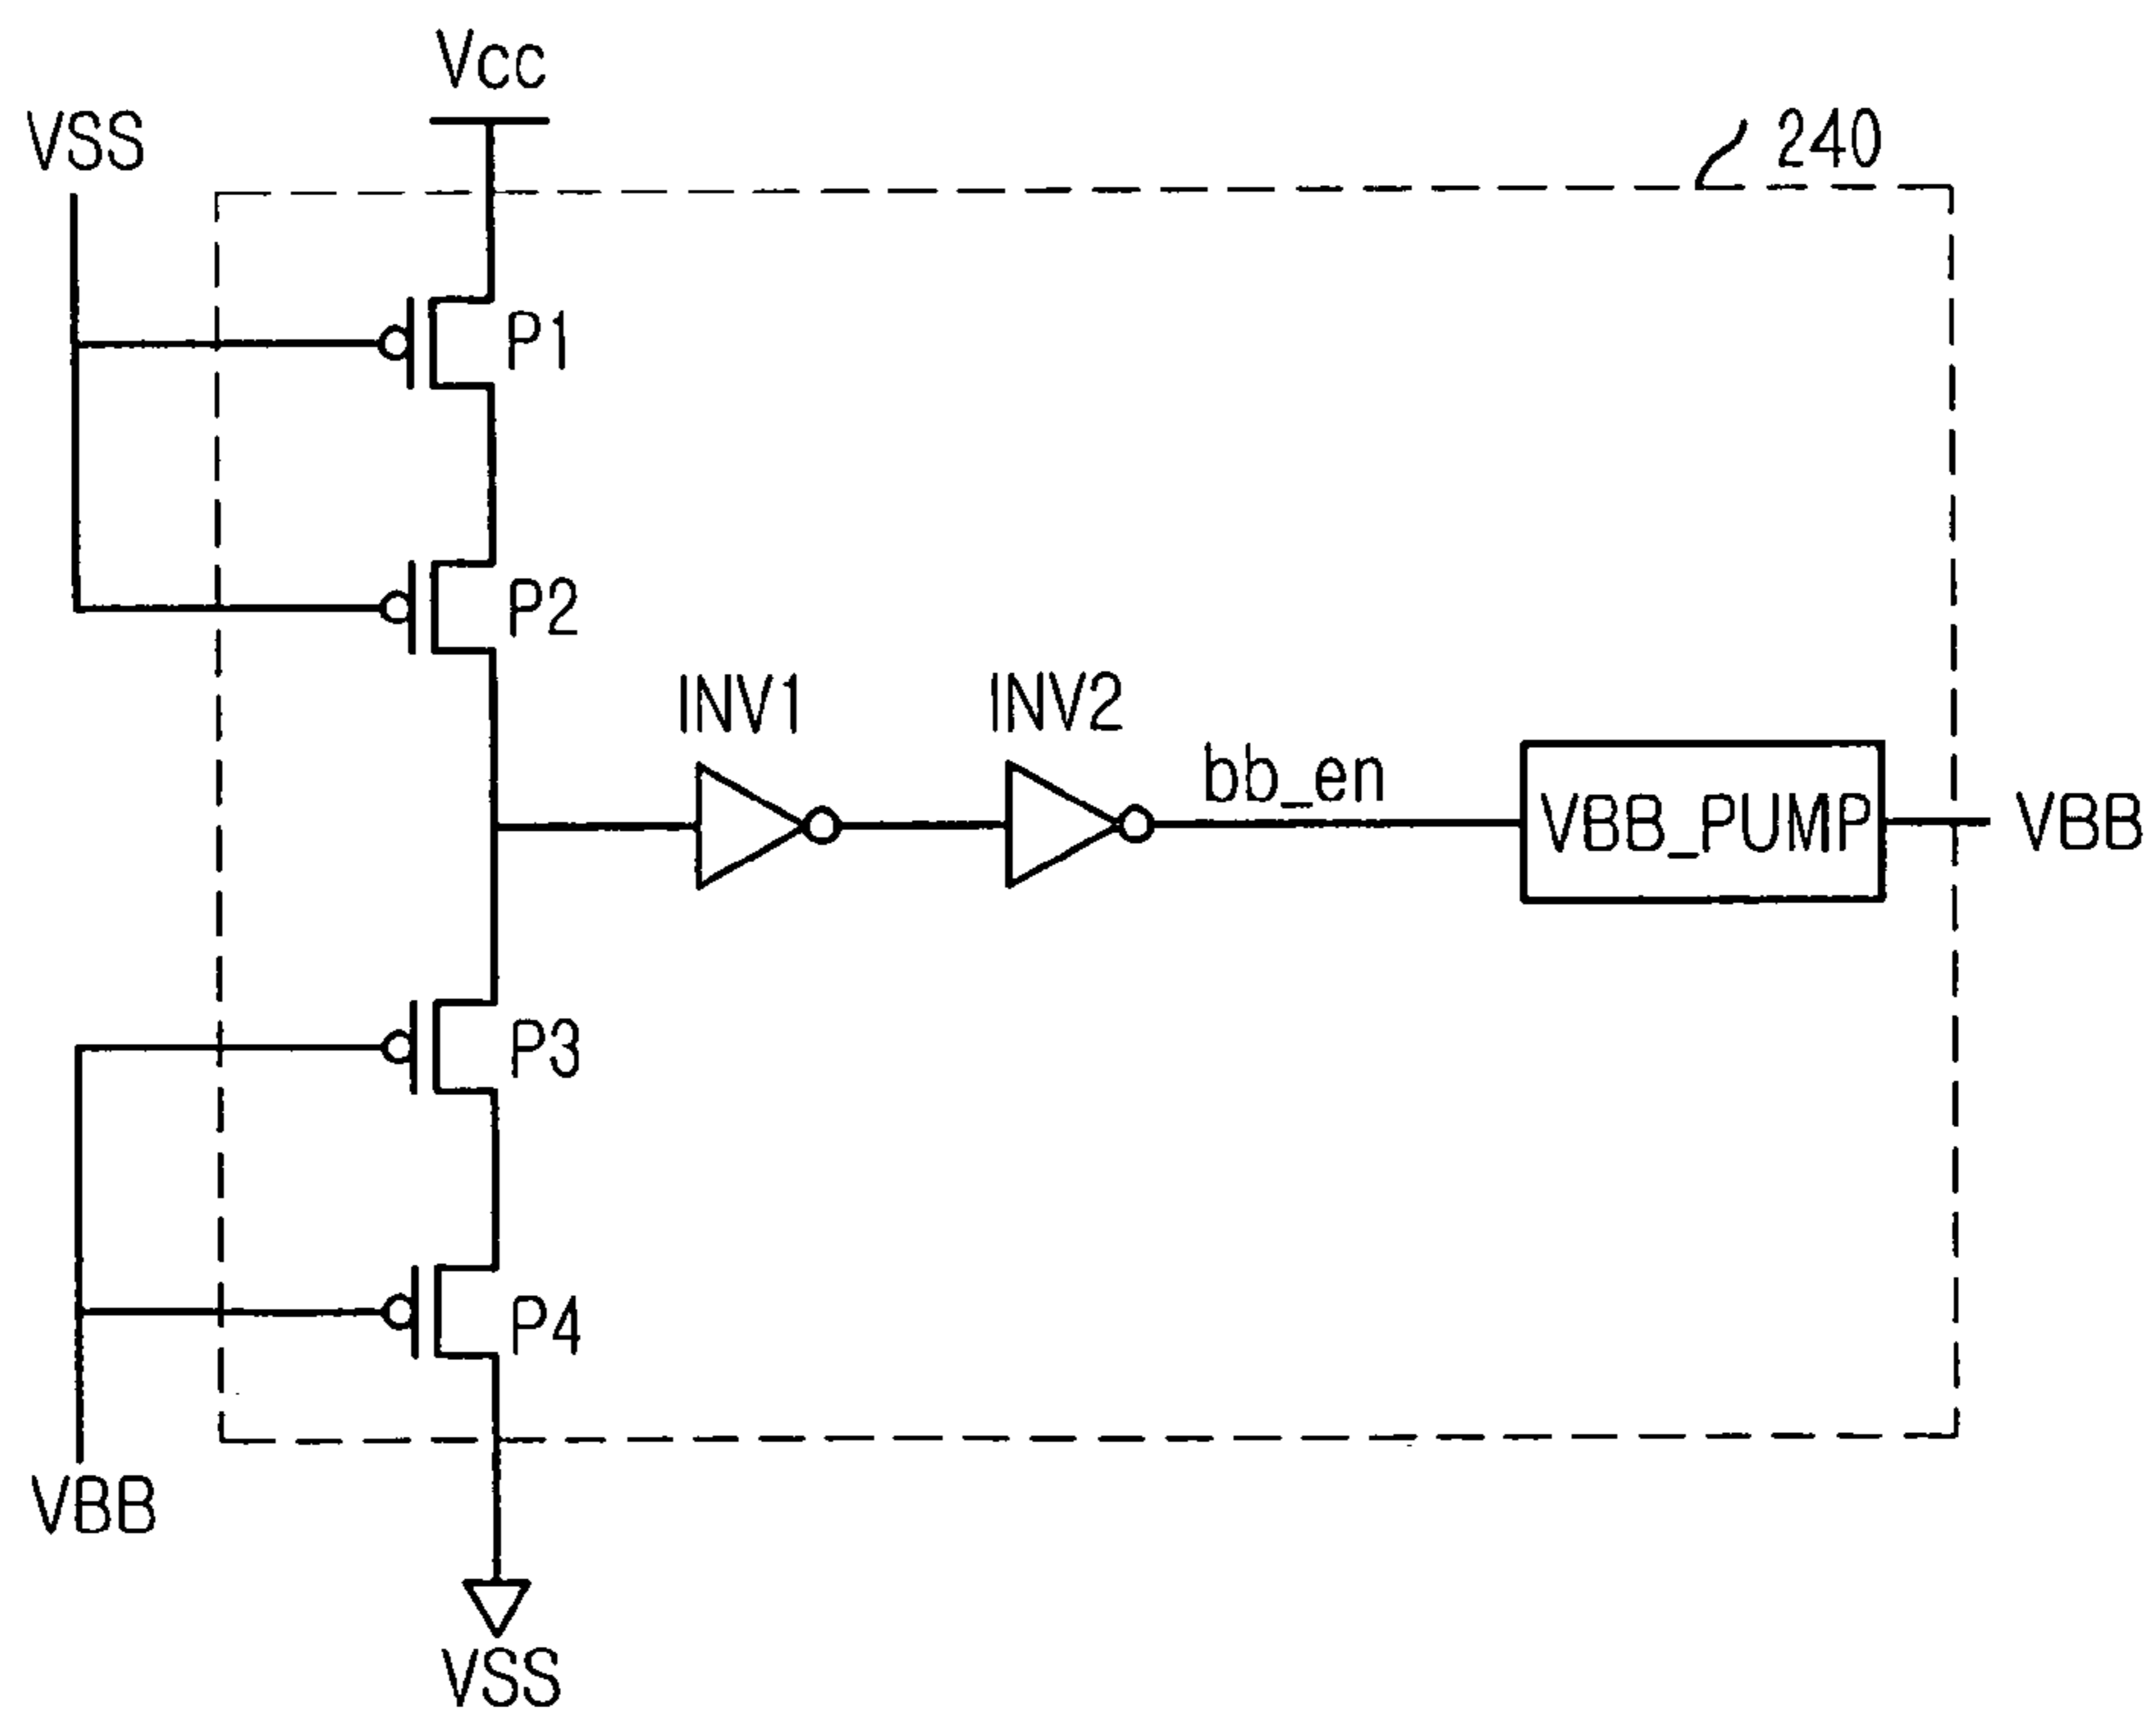 Vcc
VSS
240
P1
P2
INV1
INV2
bb_en
VBB_PUMP
VBB
P3
P4
VBB
VSS